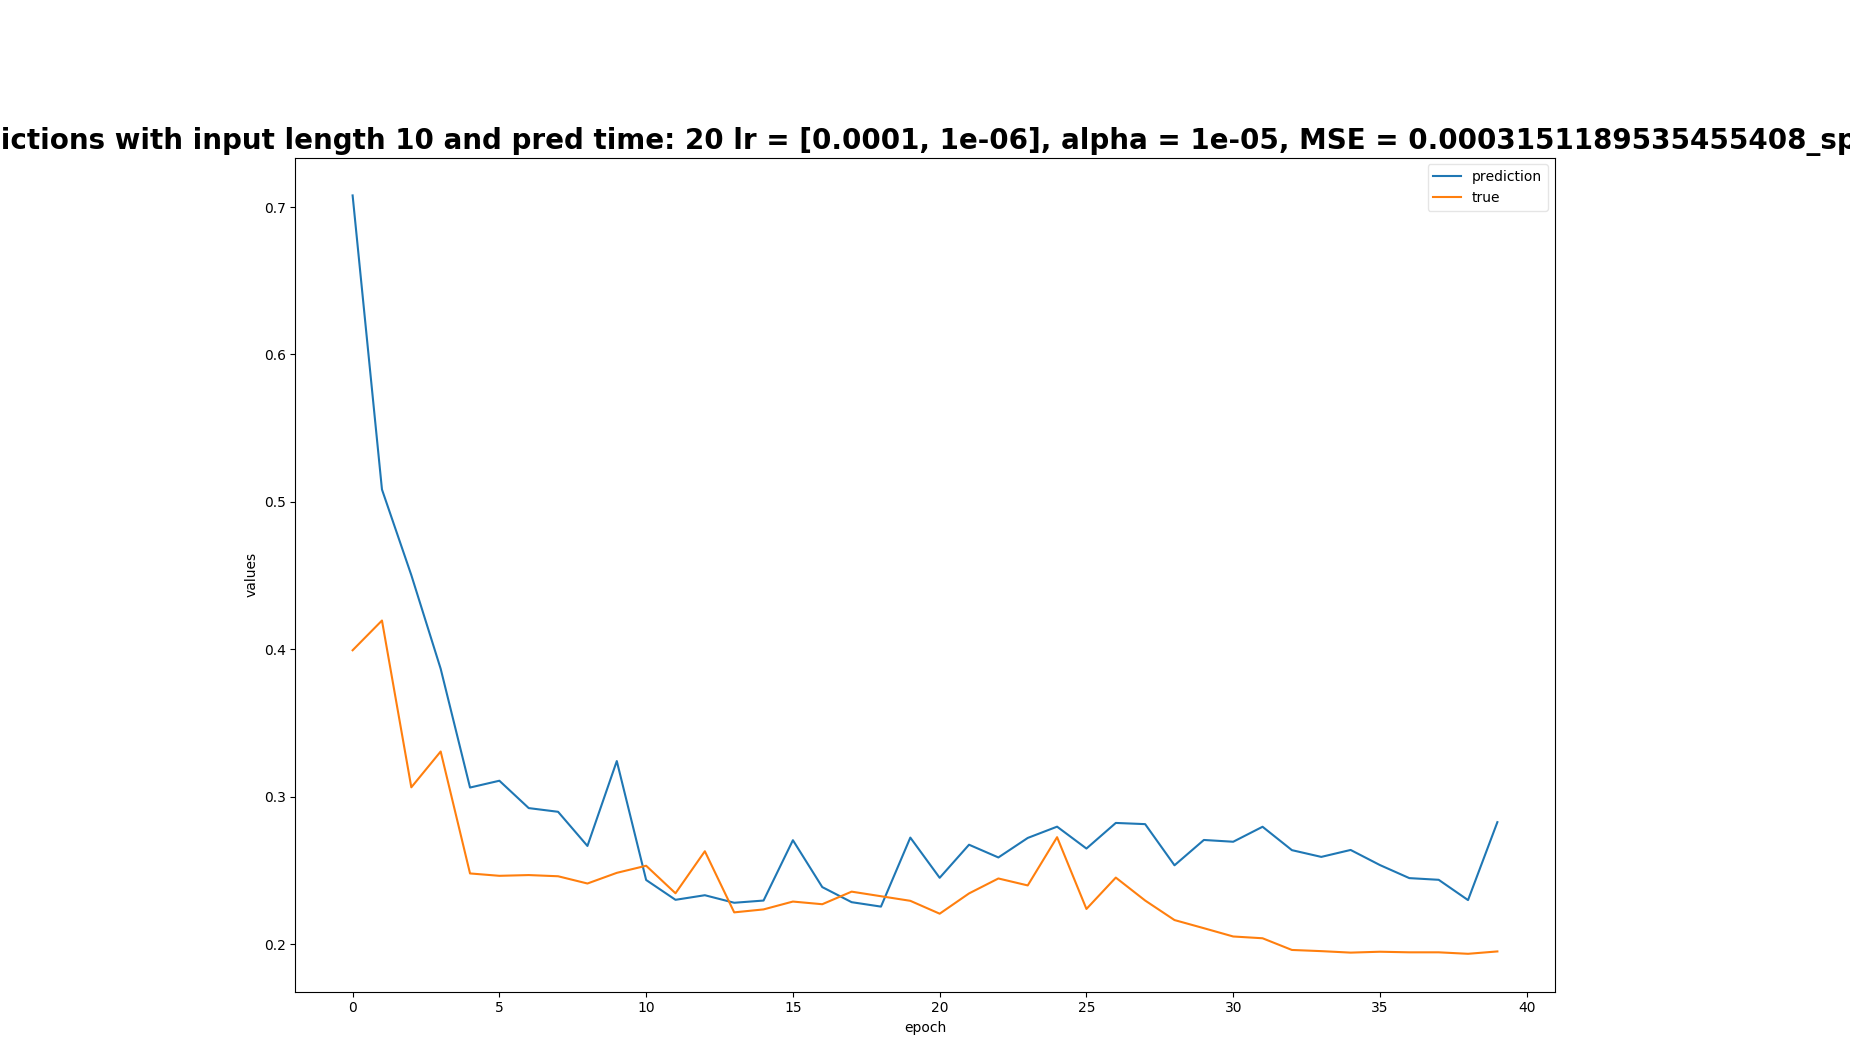 ictions with input length 10 and pred time: 20 lr = [0.0001, 1e-06], alpha = 1e-05, MSE = 0.0003151189535455408_sp
prediction
true
0.7
0.6
0.5
0.4
0.3
0.2
values
0 5 10 15 20 25 30 35 40
epoch